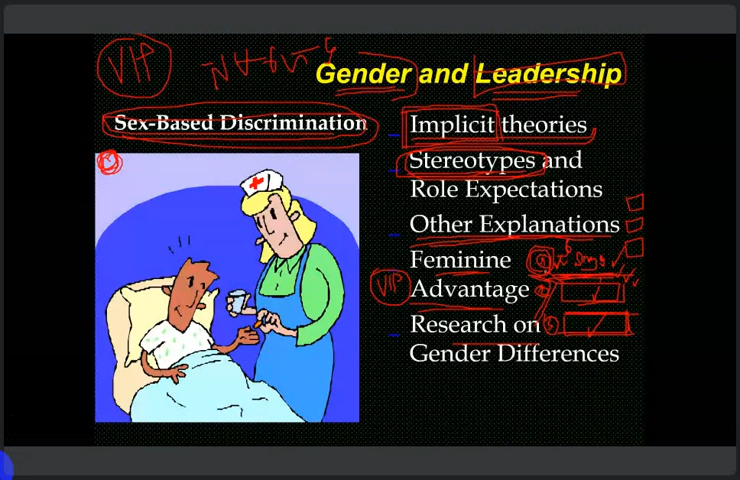 VIP
Gender and Leadership
Sex-Based Discrimination
Implicit theories
Stereotypes and
Role Expectations
Other Explanations
Feminine
VIP
Advantage
Research on
Gender Differences